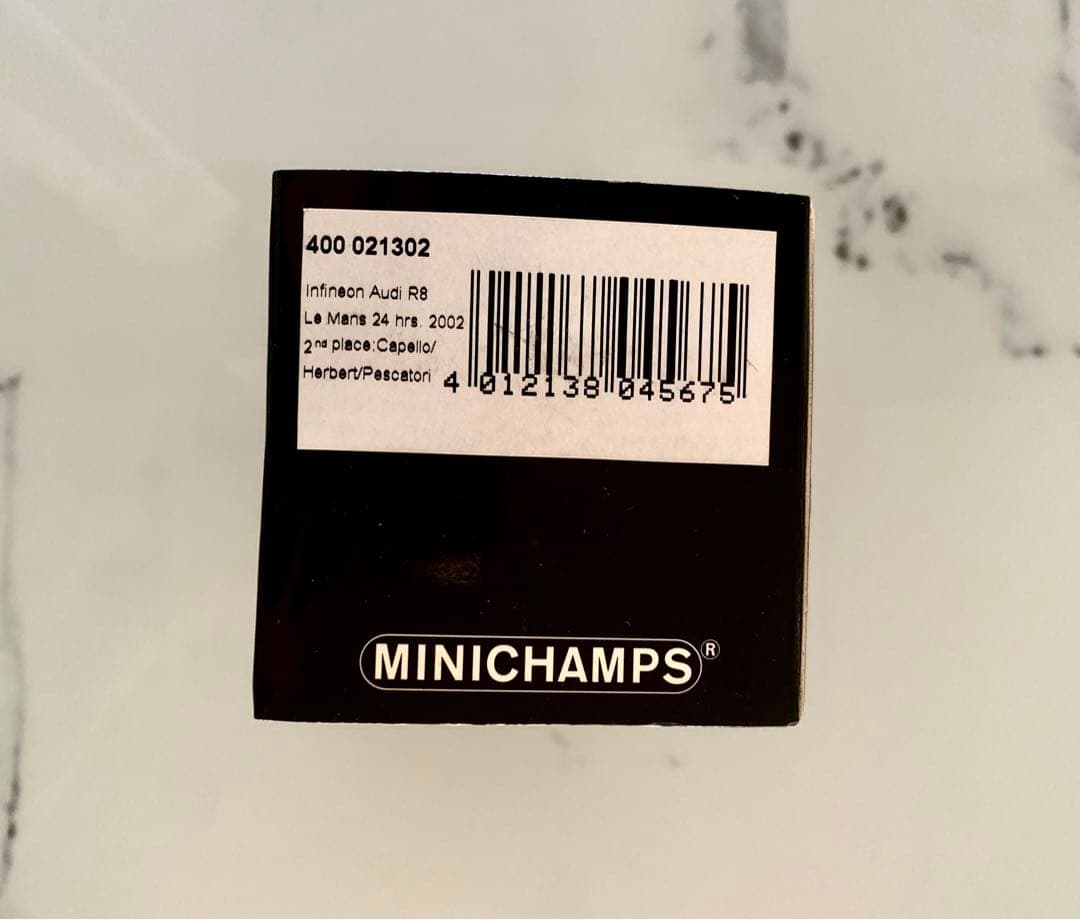 400 021302
Infineon Audi R8
Le Mans 24 hrs. 2002
2nd place:Capello/
Herbert/Pescatori
4 012138 045675
MINICHAMPS®